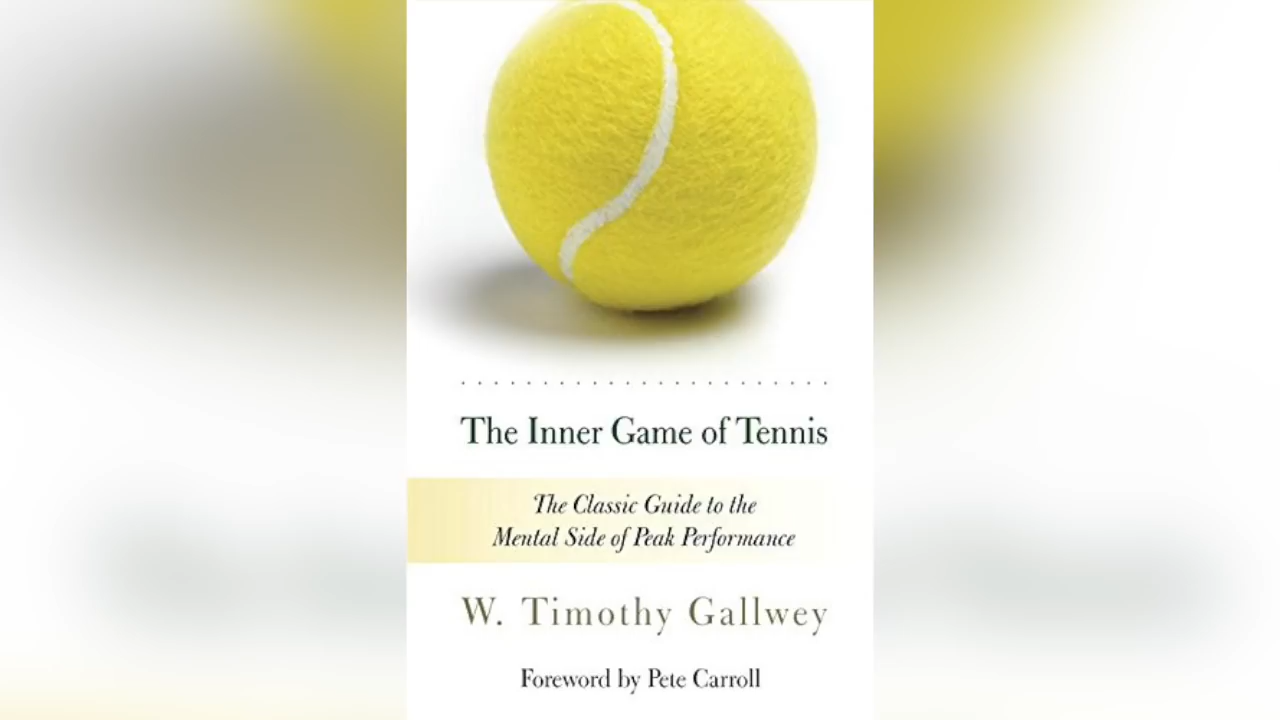 The Inner Game of Tennis
The Classic Guide to the
Mental Side of Peak Performance
W. Timothy Gallwey
Foreword by Pete Carroll